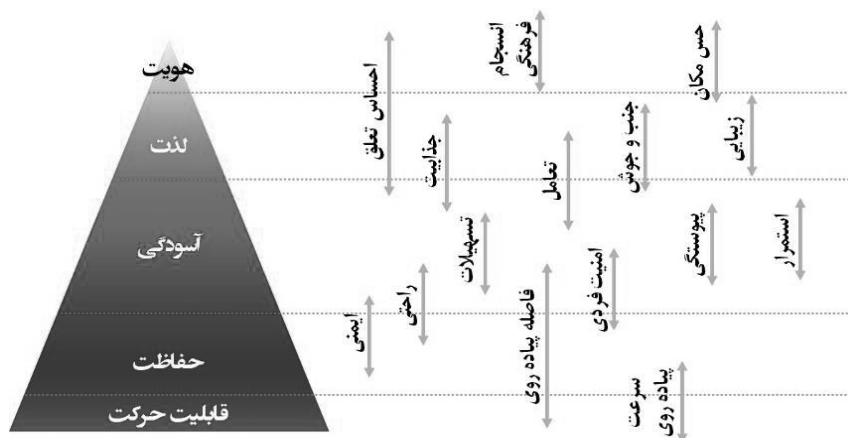 هویت
لذت
آسودگی
حفاظت
قابلیت حرکت
حس مکان
انسجام
فرهنگی
احساس تعلق
زیبایی
جنب و جوش
تعامل
جذابیت
استمرار
پیوستگی
امنیت فردی
تسهیلات
فاصله پیاده روی
راحتی
ایمنی
سرعت
پیاده روی